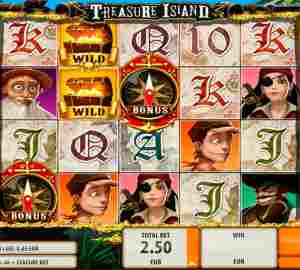 TREASURE ISLAND
K WILD Q 10 K
WILD BONUS K
J Q A J
BONUS J
TOTAL BET WIN
2.50
EUR EUR